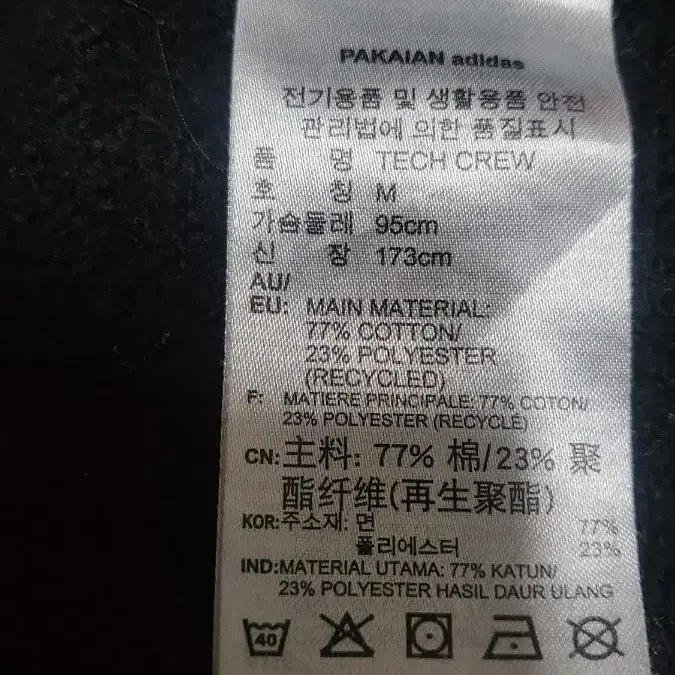 PAKAIAN adidas
전기용품 및 생활용품 안전
관리법에 의한 품질표시
품 명 TECH CREW
호 칭 M
가슴둘레 95cm
신 장 173cm
AU/
EU: MAIN MATERIAL:
77% COTTON/
23% POLYESTER
(RECYCLED)
F: MATIERE PRINCIPALE: 77% COTON/
23% POLYESTER (RECYCLÉ)
CN:主料: 77% 棉/23% 聚
酯纤维(再生聚酯)
KOR:주소재: 면 77%
폴리에스터 23%
IND:MATERIAL UTAMA: 77% KATUN/
23% POLYESTER HASIL DAUR ULANG
40